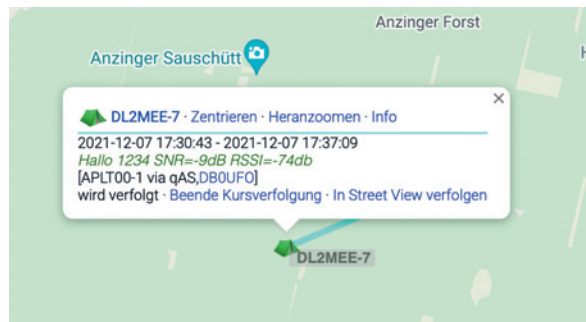 Anzinger Forst
Anzinger Sauschütt
H
×
DL2MEE-7 · Zentrieren · Heranzoomen · Info
2021-12-07 17:30:43 - 2021-12-07 17:37:09
Hallo 1234 SNR=-9dB RSSI=-74db
[APLT00-1 via qAS,DB0UFO]
wird verfolgt · Beende Kursverfolgung · In Street View verfolgen
DL2MEE-7